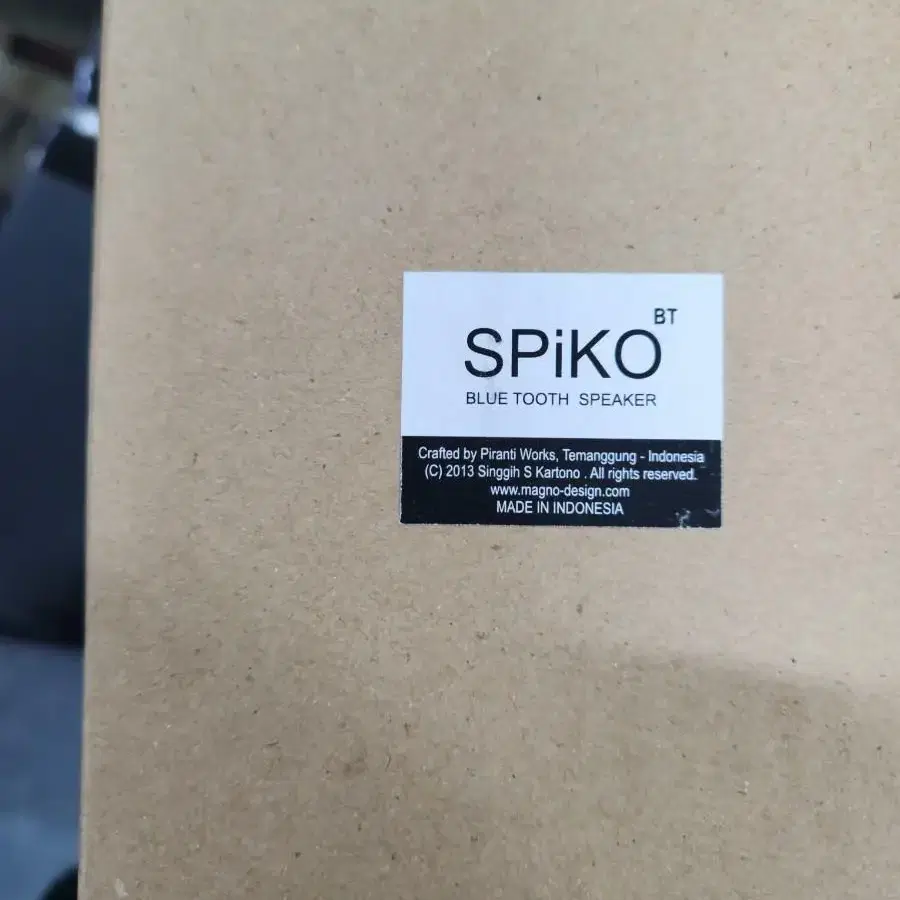 SPiKO BT
BLUE TOOTH SPEAKER
Crafted by Piranti Works, Temanggung - Indonesia
(C) 2013 Singgih S Kartono . All rights reserved.
www.magno-design.com
MADE IN INDONESIA